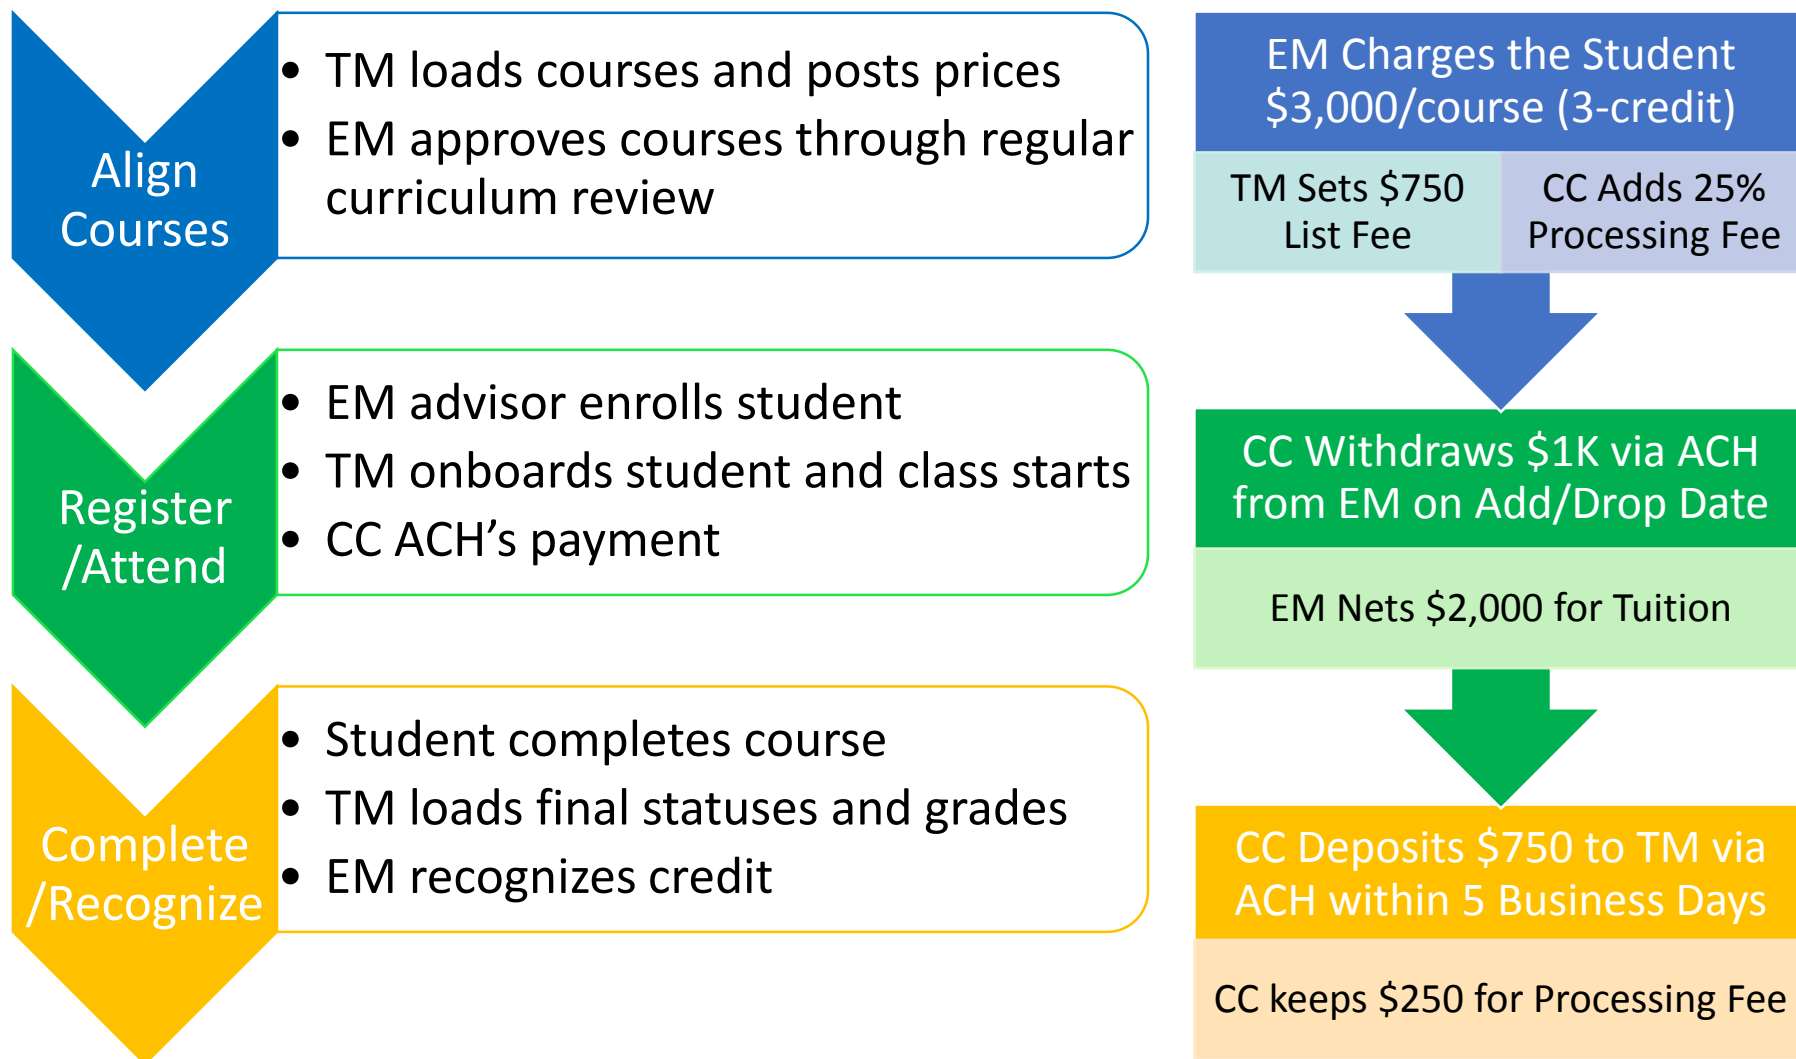 Align
Courses
• TM loads courses and posts prices
• EM approves courses through regular
curriculum review
Register
/Attend
• EM advisor enrolls student
• TM onboards student and class starts
• CC ACH’s payment
Complete
/Recognize
• Student completes course
• TM loads final statuses and grades
• EM recognizes credit
EM Charges the Student
$3,000/course (3-credit)
TM Sets $750
List Fee
CC Adds 25%
Processing Fee
CC Withdraws $1K via ACH
from EM on Add/Drop Date
EM Nets $2,000 for Tuition
CC Deposits $750 to TM via
ACH within 5 Business Days
CC keeps $250 for Processing Fee